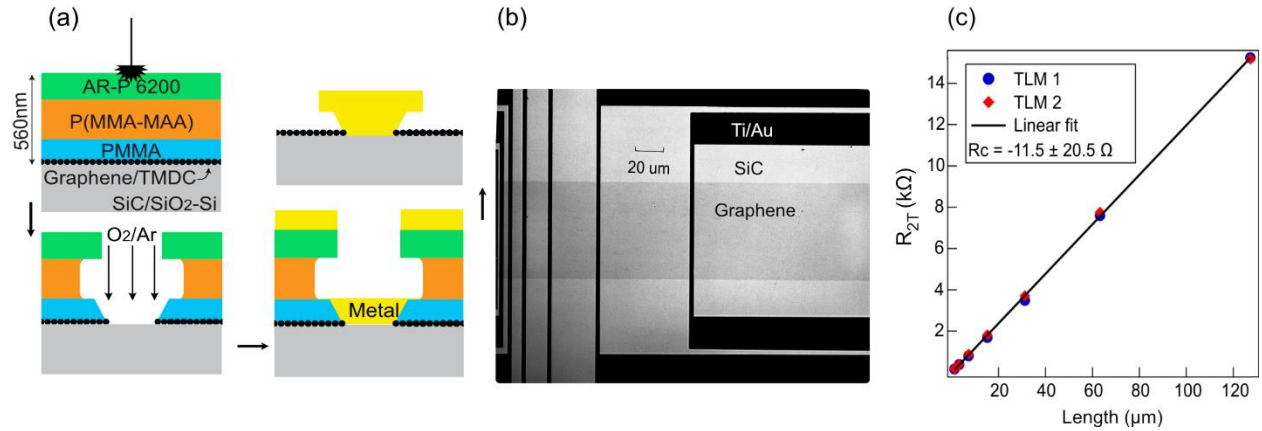 (a)
AR-P 6200
P(MMA-MAA)
PMMA
560nm
Graphene/TMDC
SiC/SiO2-Si
O2/Ar
Metal
(b)
Ti/Au
20 um
SiC
Graphene
(c)
TLM 1
TLM 2
Linear fit
Rc = -11.5 ± 20.5 Ω
R2T (kΩ)
14
12
10
8
6
4
2
20 40 60 80 100 120
Length (µm)